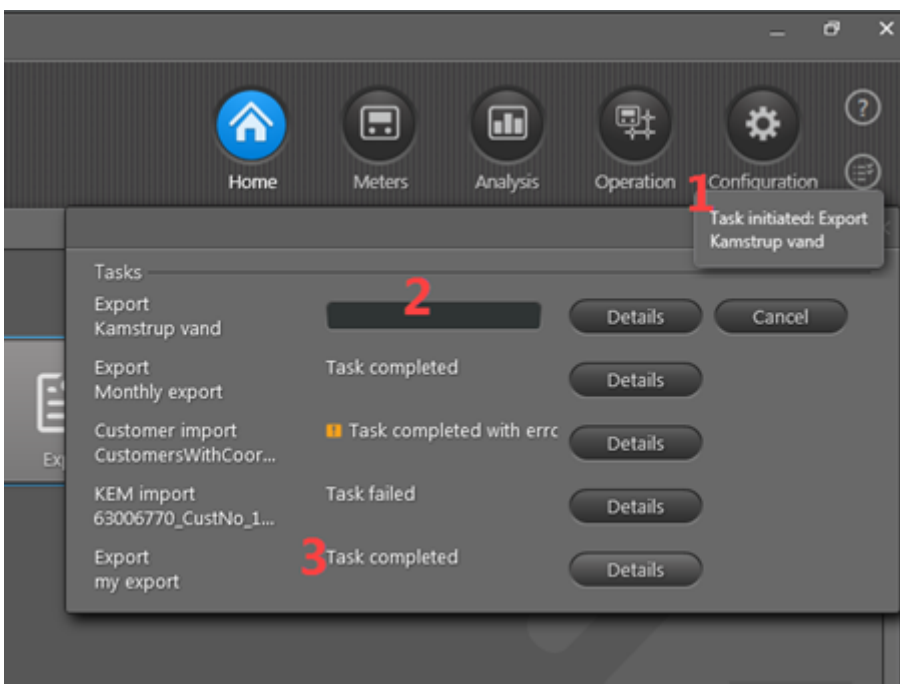 ?
Home Meters Analysis Operation Configuration
1
Task initiated: Export
Kamstrup vand
Tasks
Export
Kamstrup vand
2
Details Cancel
Export
Monthly export
Task completed
Details
Customer import
CustomersWithCoor...
Task completed with errc
Details
KEM import
63006770_CustNo_1...
Task failed
Details
Export
my export
3
Task completed
Details